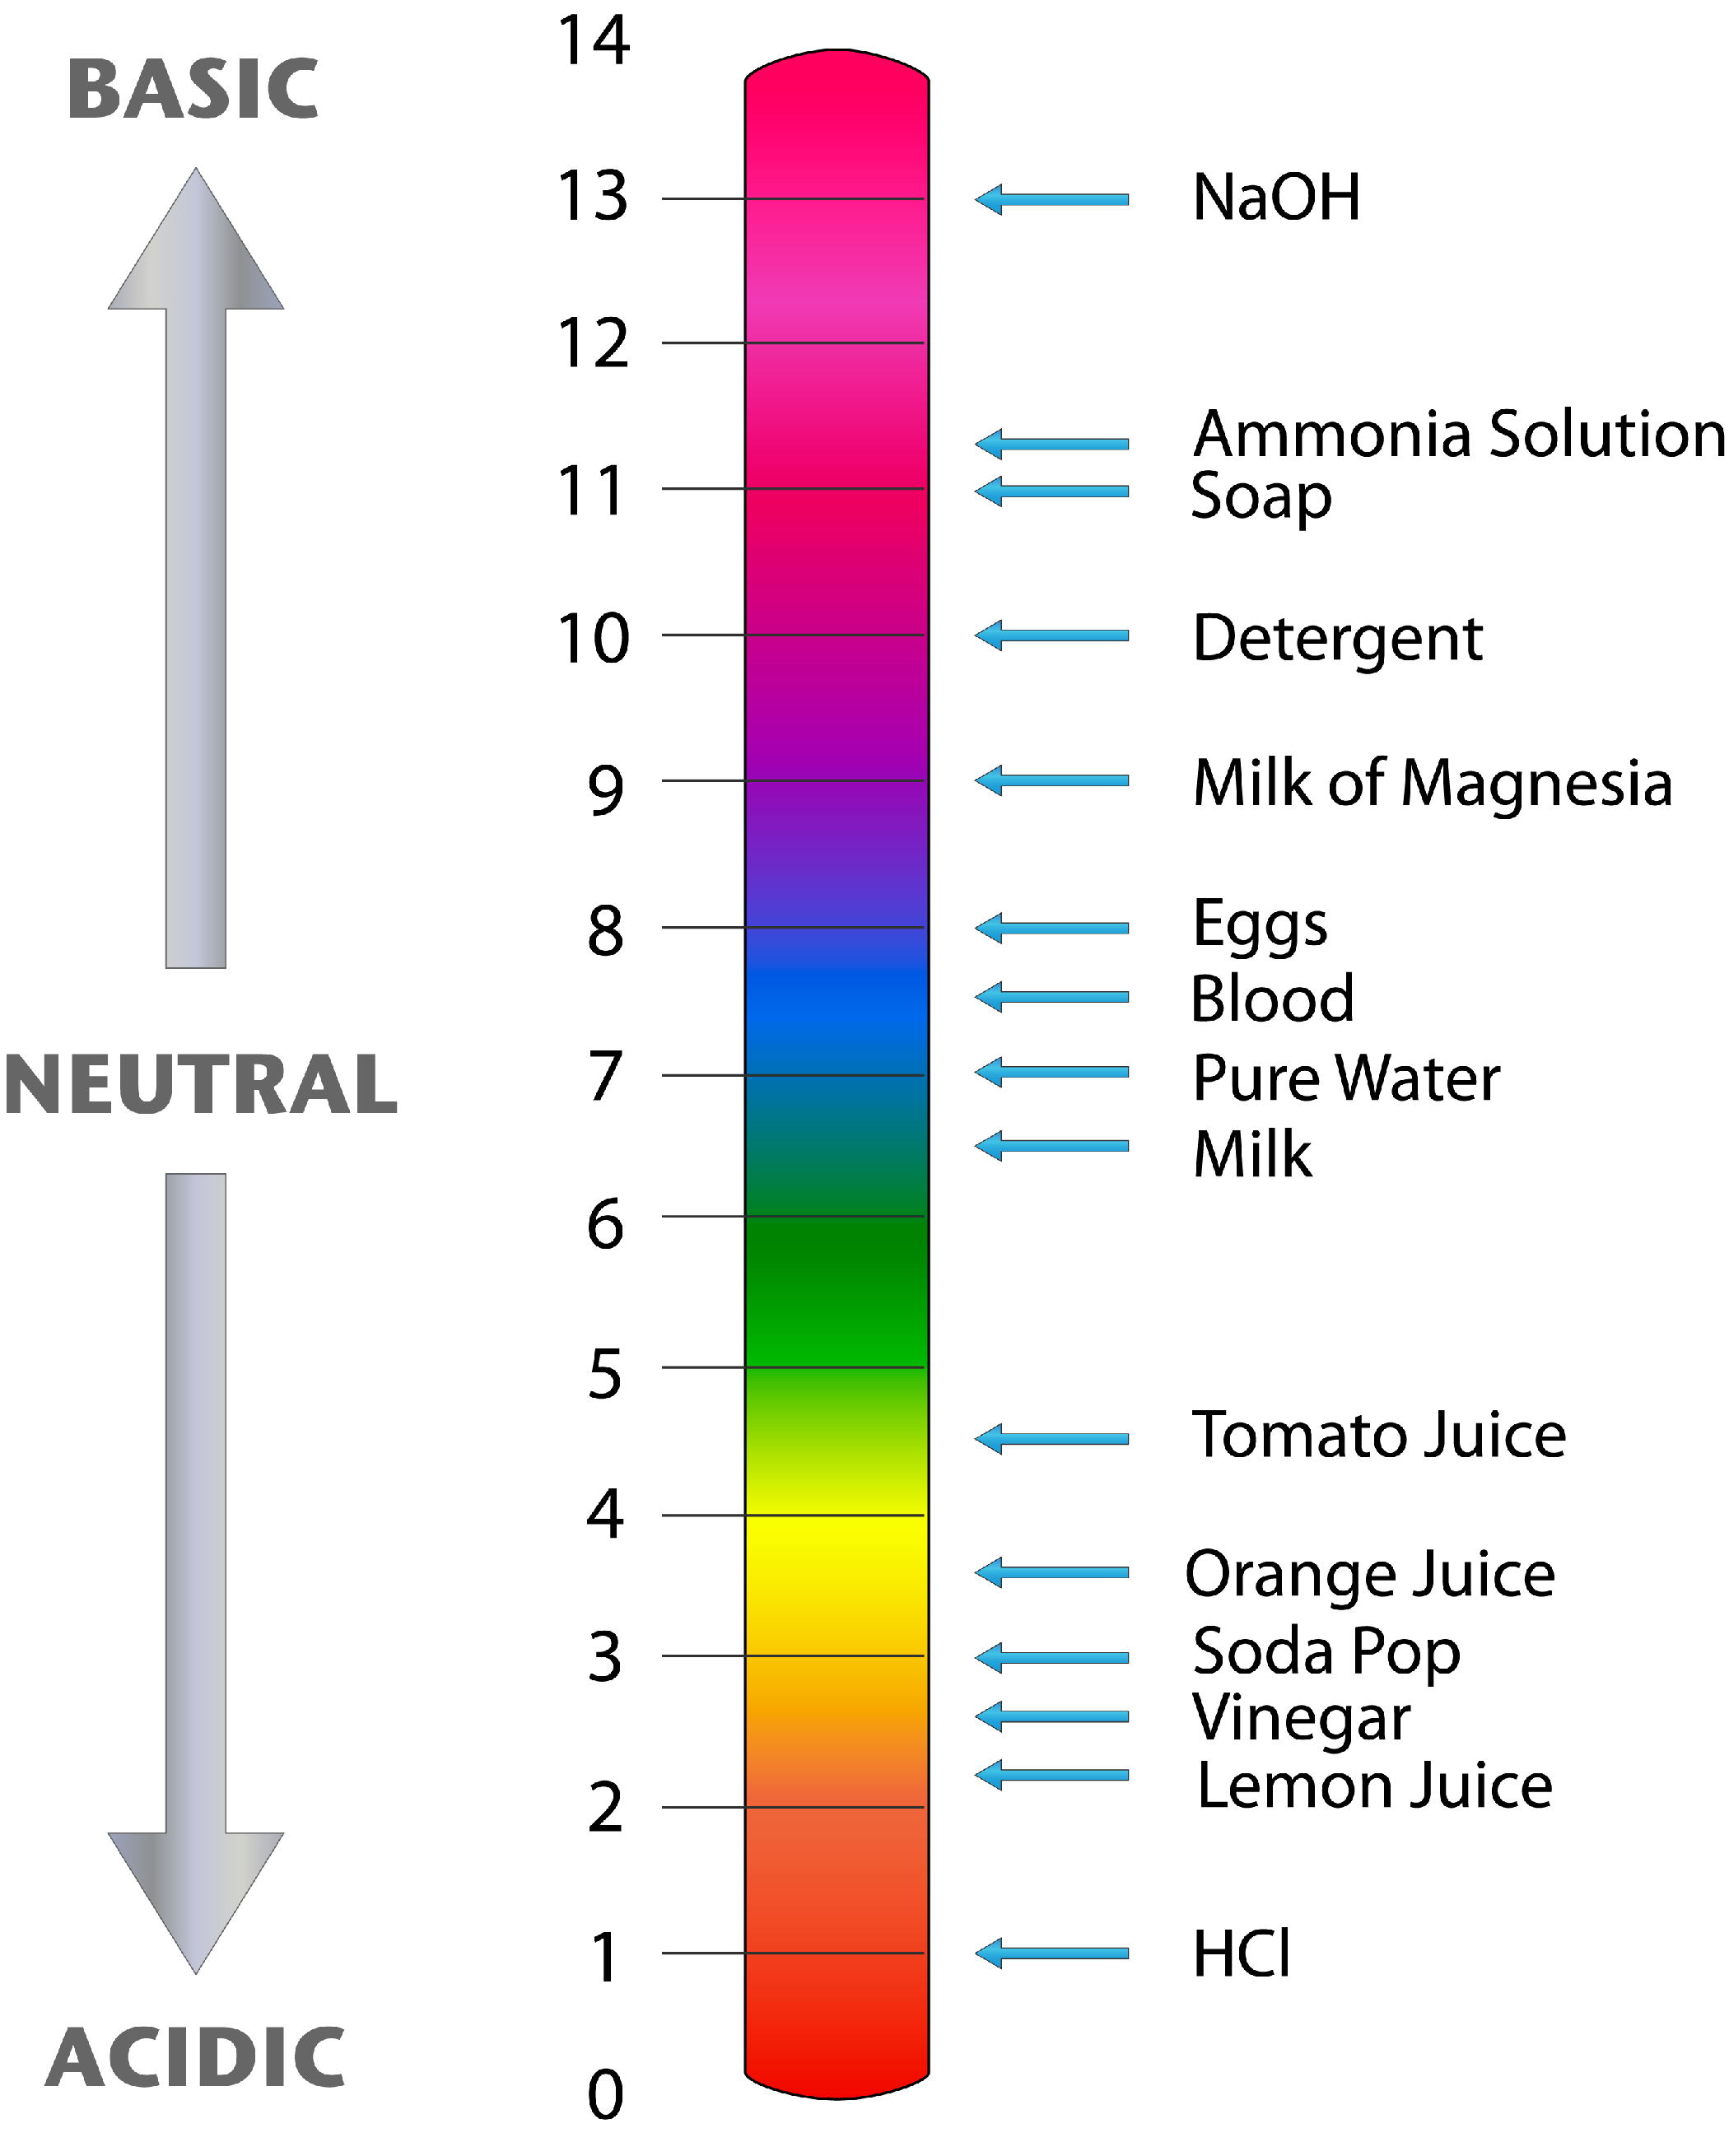 BASIC
NEUTRAL
ACIDIC
14
13
12
11
10
9
8
7
6
5
4
3
2
1
0
NaOH
Ammonia Solution
Soap
Detergent
Milk of Magnesia
Eggs
Blood
Pure Water
Milk
Tomato Juice
Orange Juice
Soda Pop
Vinegar
Lemon Juice
HCl